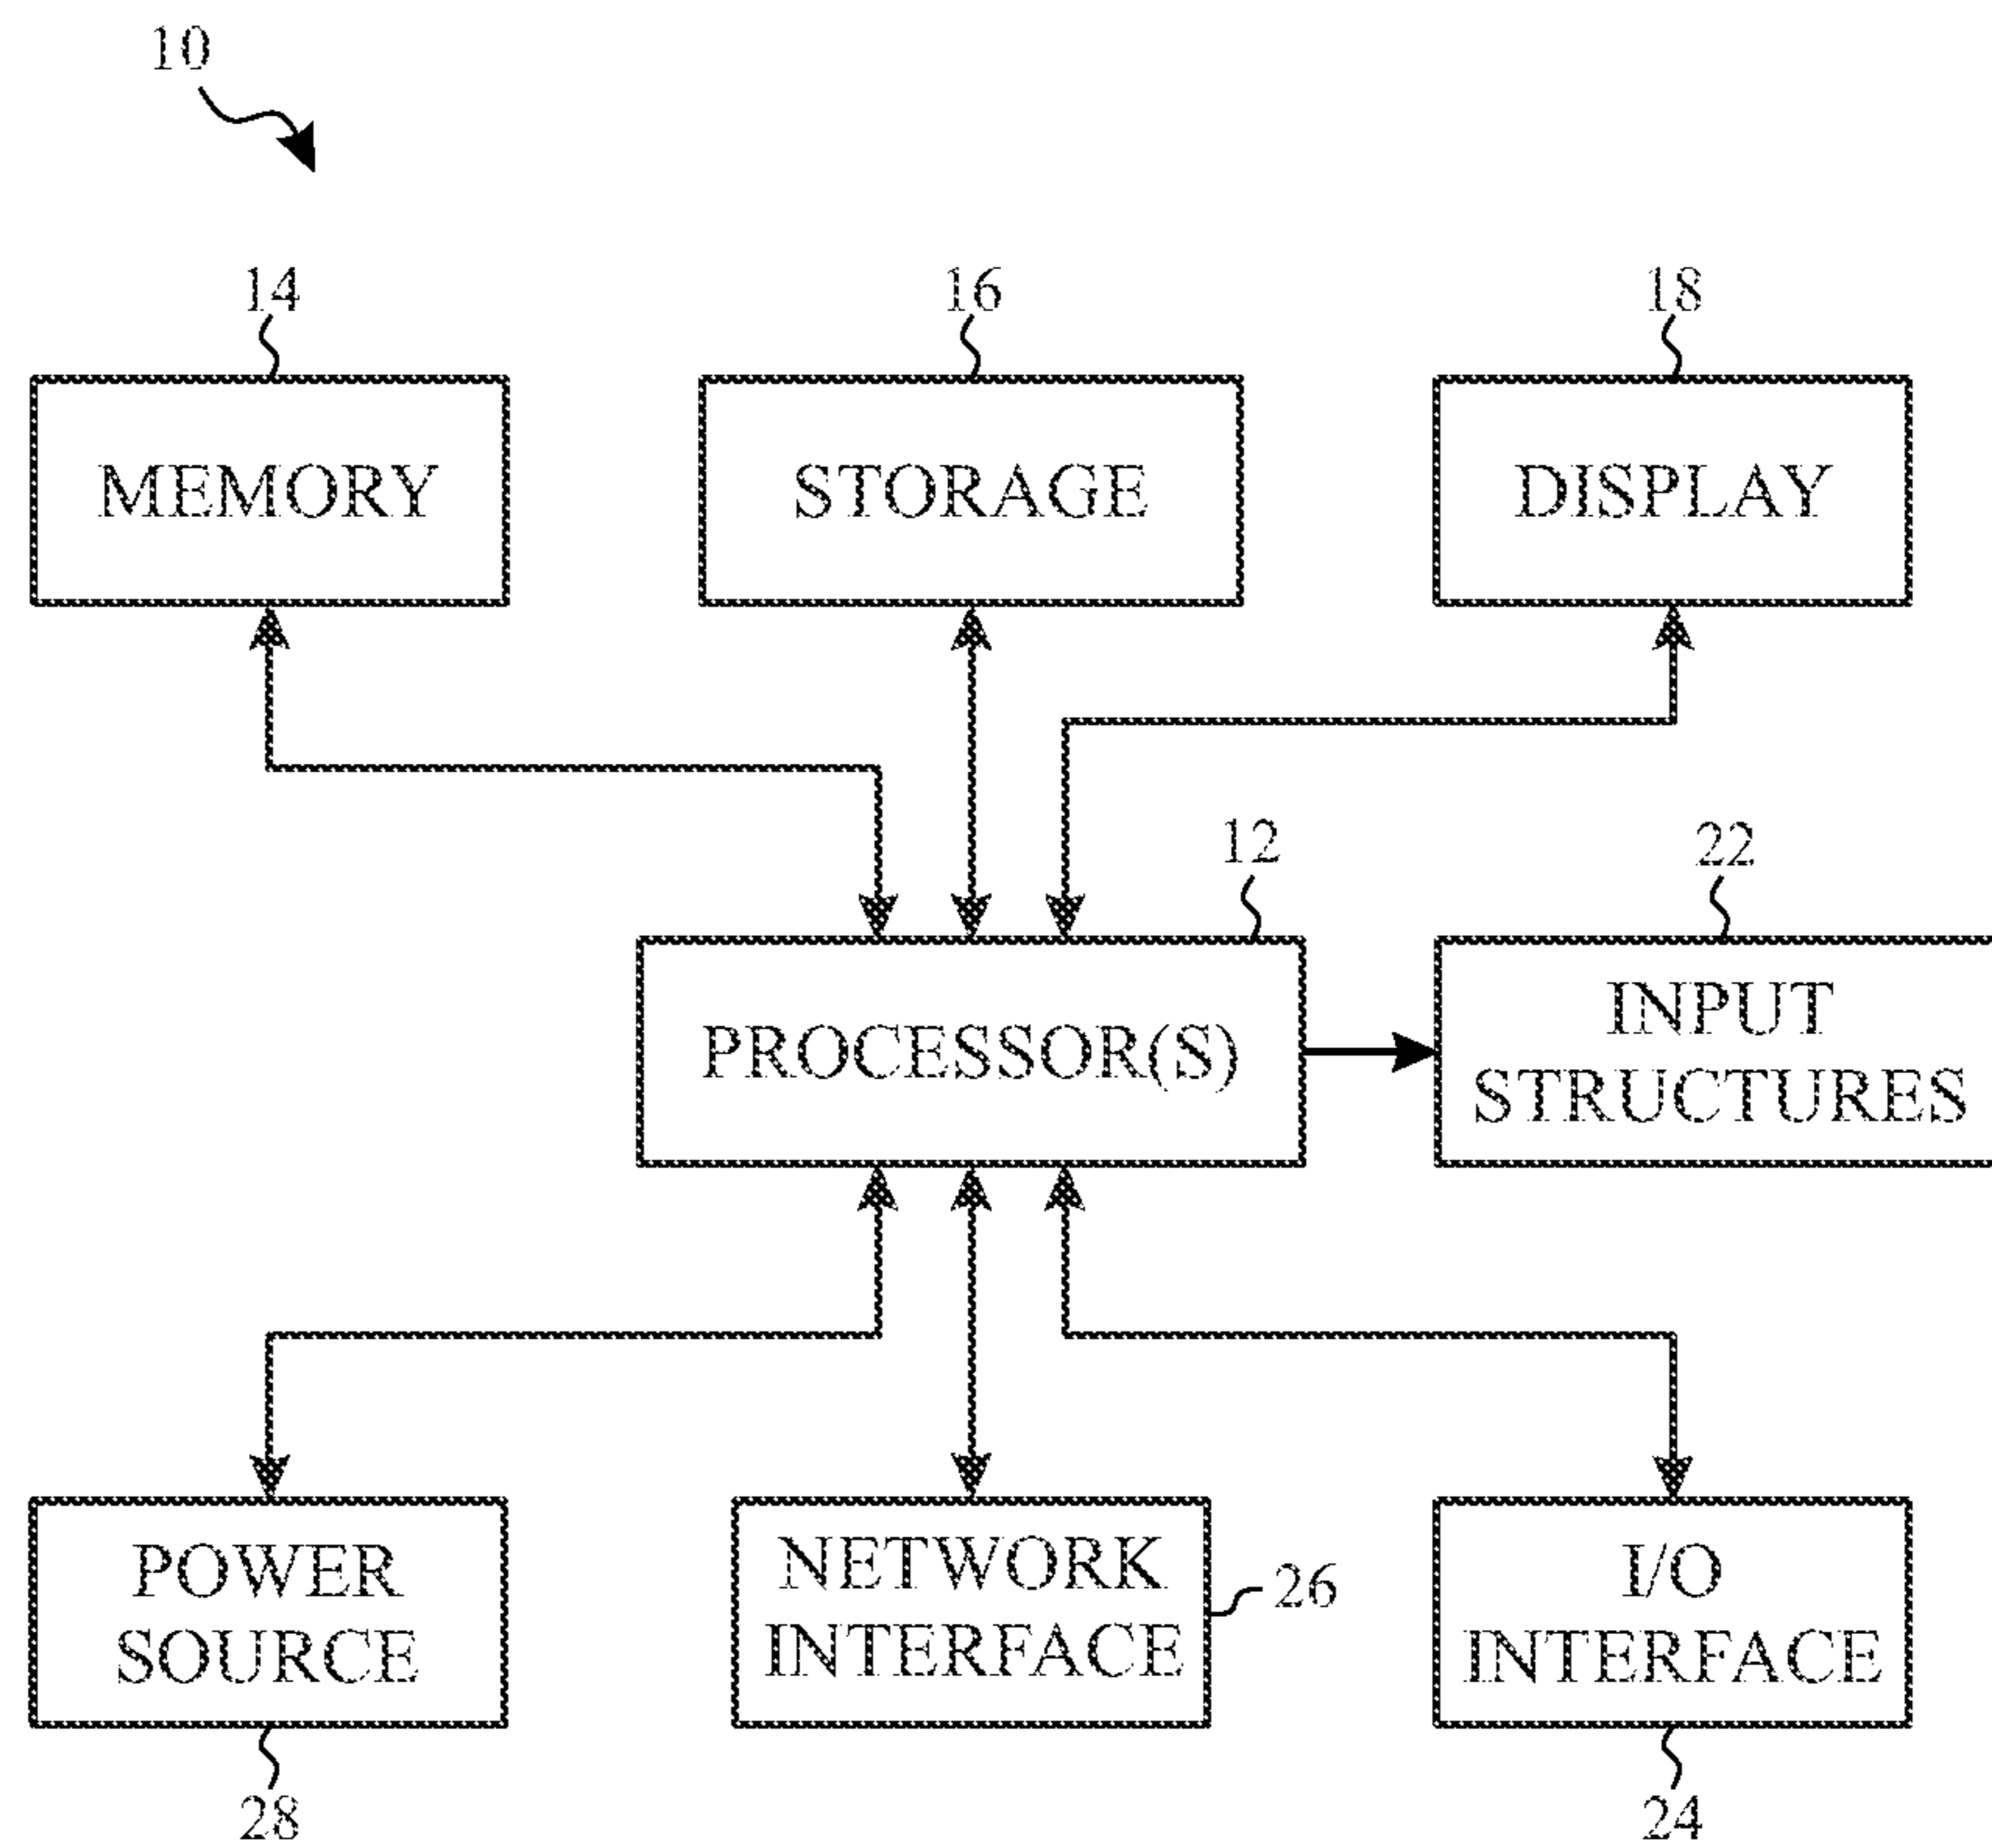 10
14
16
18
MEMORY
STORAGE
DISPLAY
12
22
PROCESSOR(S)
INPUT
STRUCTURES
POWER
SOURCE
NETWORK
INTERFACE
26
I/O
INTERFACE
28
24